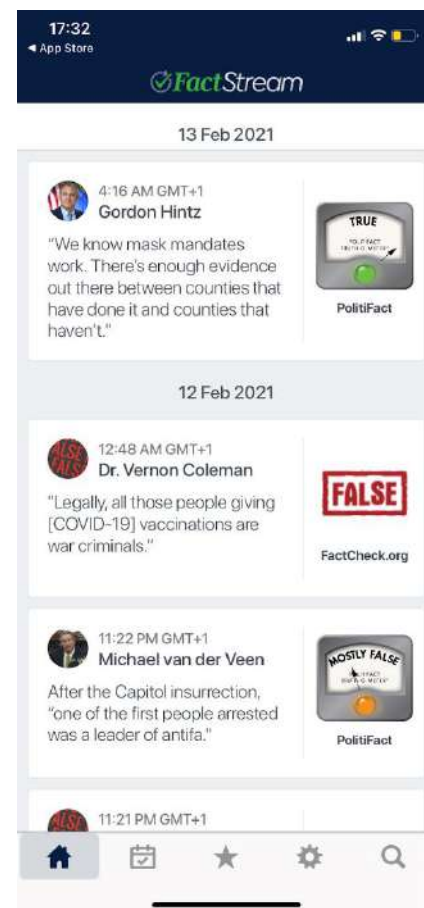 17:32
◀ App Store
FactStream
13 Feb 2021
4:16 AM GMT+1
Gordon Hintz
"We know mask mandates
work. There's enough evidence
out there between counties that
have done it and counties that
haven't."
TRUE
POLITIFACT
TRUTH-O-METER™
PolitiFact
12 Feb 2021
12:48 AM GMT+1
Dr. Vernon Coleman
"Legally, all those people giving
[COVID-19] vaccinations are
war criminals."
FALSE
FactCheck.org
11:22 PM GMT+1
Michael van der Veen
After the Capitol insurrection,
"one of the first people arrested
was a leader of antifa."
MOSTLY FALSE
PolitiFact
11:21 PM GMT+1